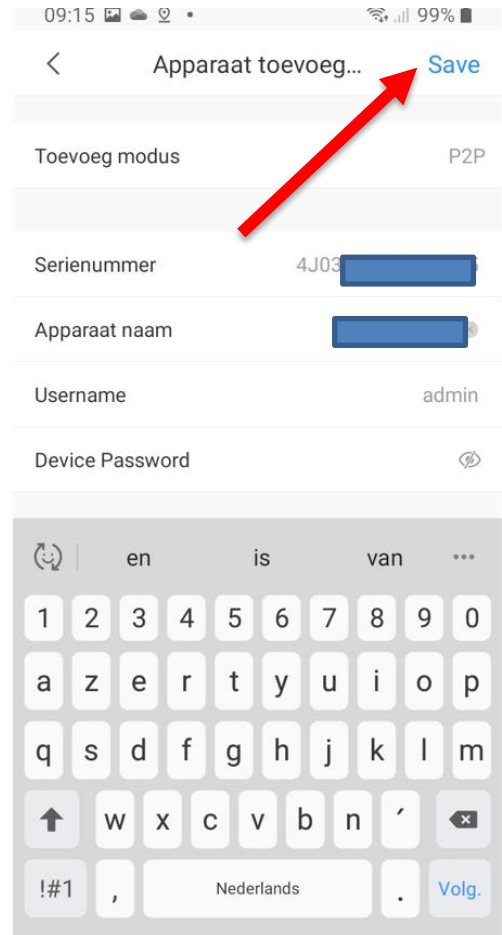 09:15 99%
Apparaat toevoeg... Save
Toevoeg modus P2P
Serienummer 4J03
Apparaat naam
Username admin
Device Password
en is van
1 2 3 4 5 6 7 8 9 0
a z e r t y u i o p
q s d f g h j k l m
w x c v b n ´
!#1 , Nederlands . Volg.